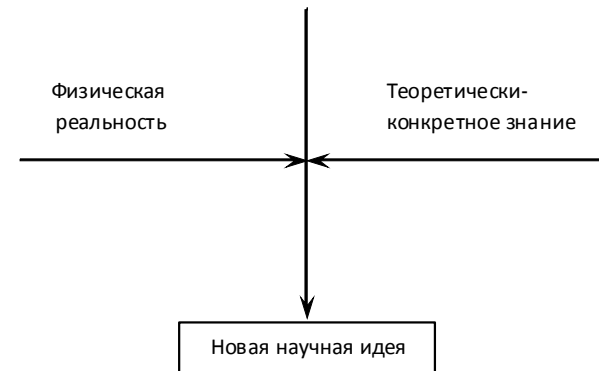 Физическая
реальность
Теоретически-
конкретное знание
Новая научная идея